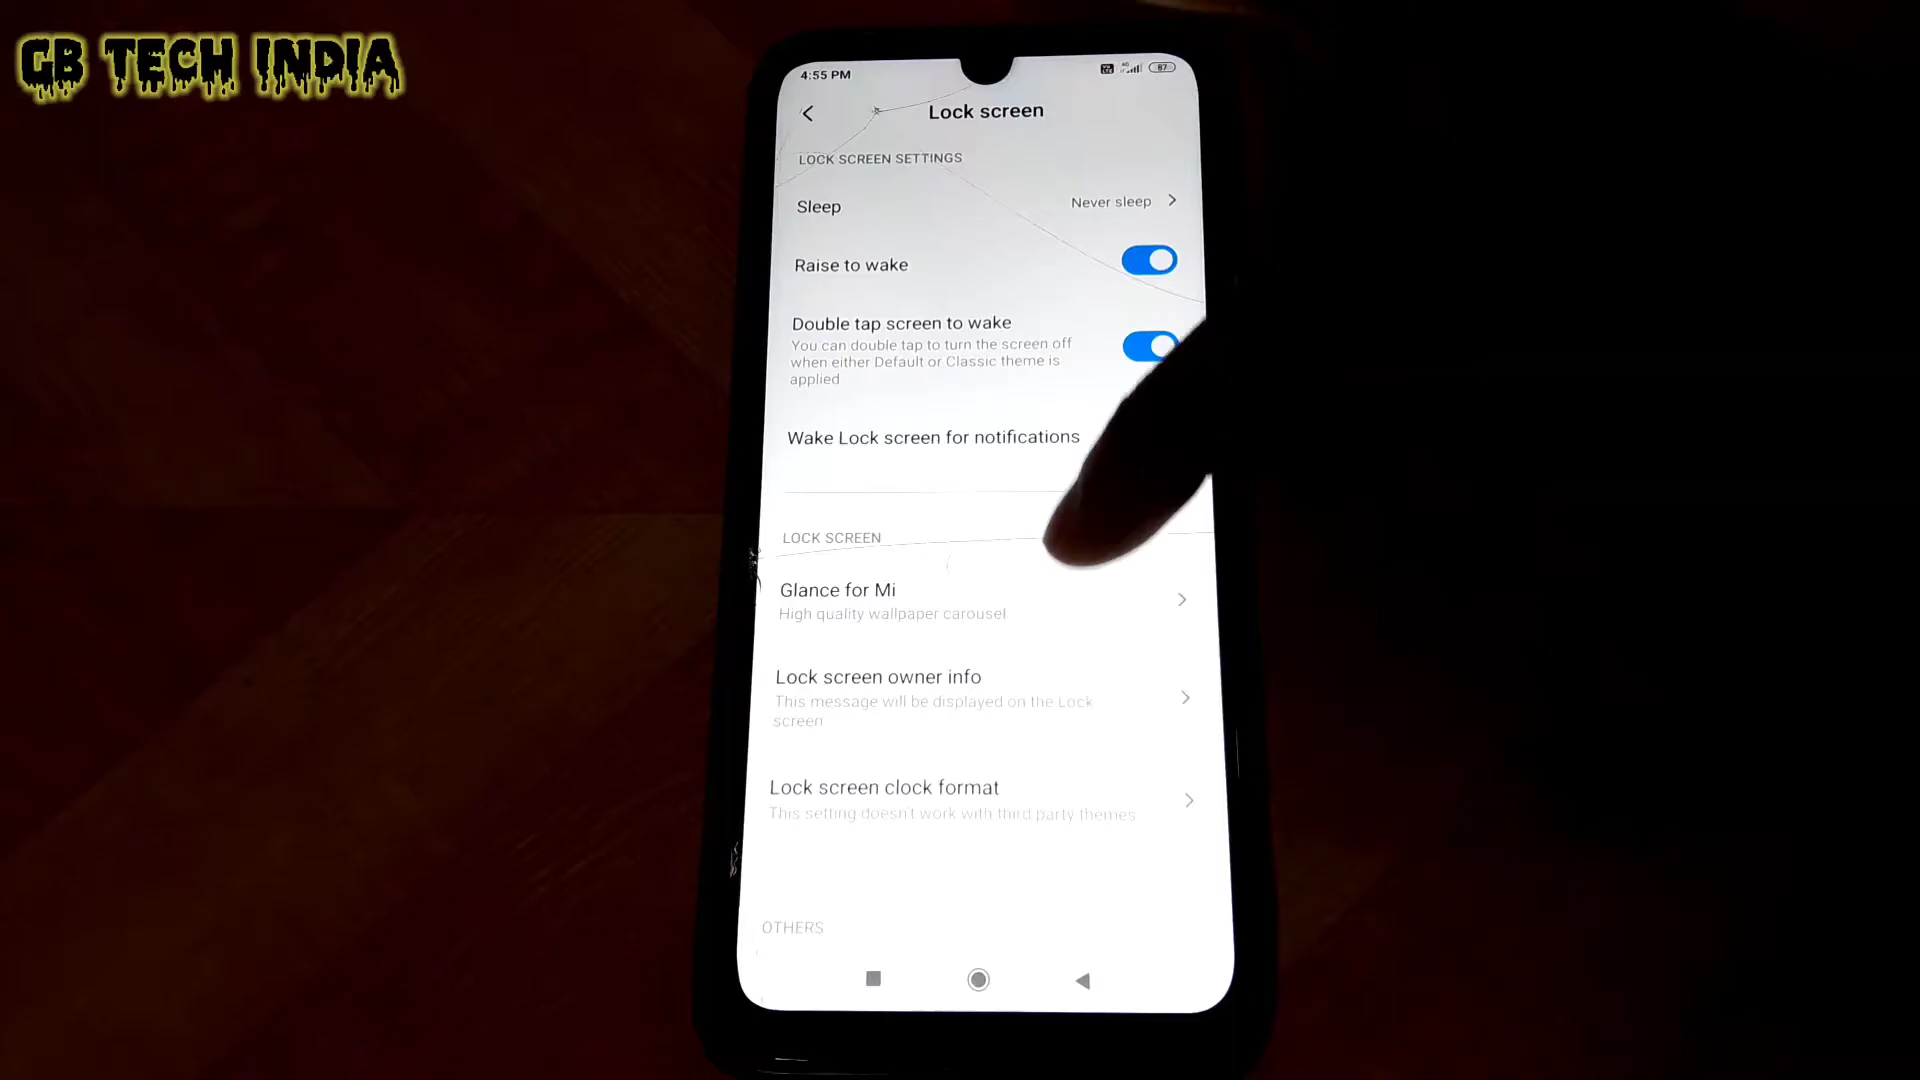 GB TECH INDIA
4:55 PM
4G
87
Lock screen
LOCK SCREEN SETTINGS
Sleep
Never sleep
Raise to wake
Double tap screen to wake
You can double tap to turn the screen off
when either Default or Classic theme is
applied
Wake Lock screen for notifications
LOCK SCREEN
Glance for Mi
High quality wallpaper carousel
Lock screen owner info
This message will be displayed on the Lock
screen
Lock screen clock format
This setting doesn't work with third party themes
OTHERS